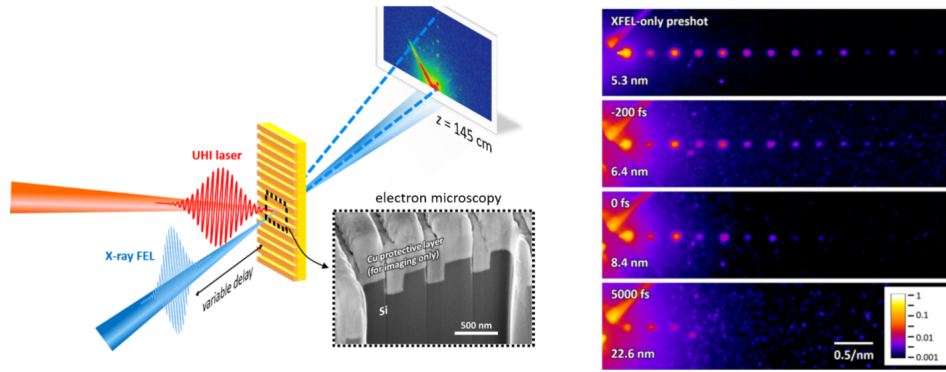 UHI laser
X-ray FEL
variable delay
z = 145 cm
electron microscopy
Cu protective layer
(for imaging only)
Si
500 nm
XFEL-only preshot
5.3 nm
-200 fs
6.4 nm
0 fs
8.4 nm
5000 fs
22.6 nm
0.5/nm
1
0.1
0.01
0.001